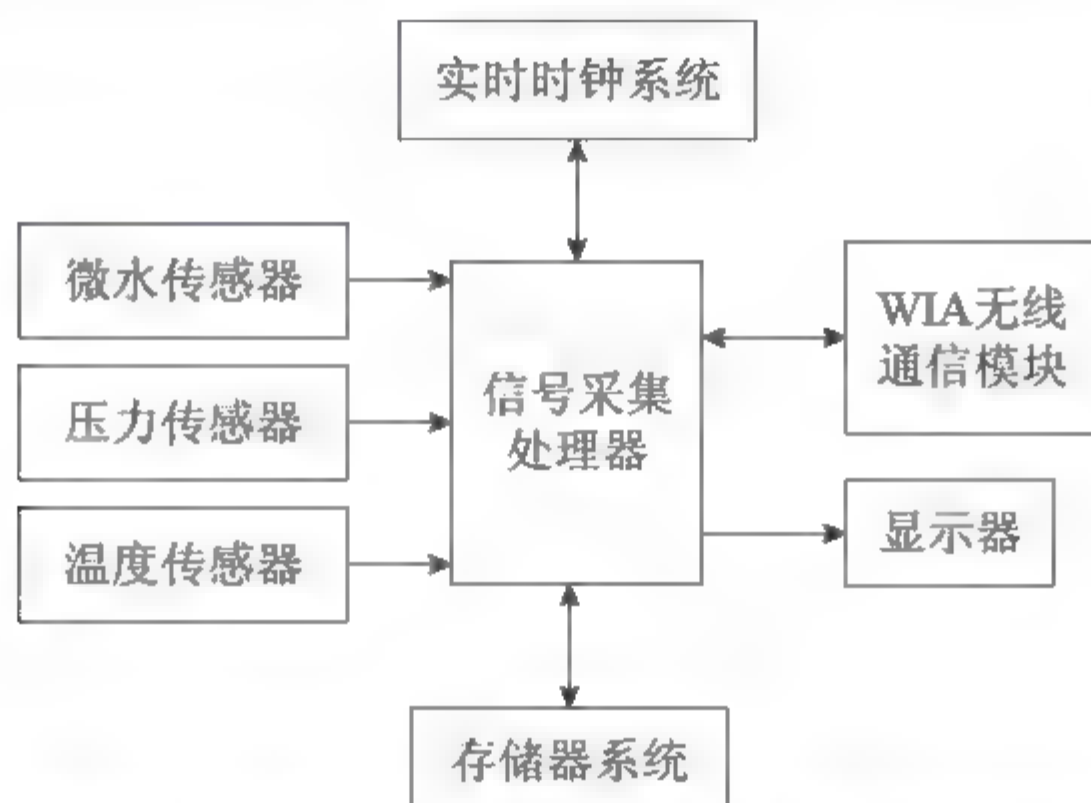 实时时钟系统
微水传感器
压力传感器
温度传感器
信号采集
处理器
WIA无线
通信模块
显示器
存储器系统